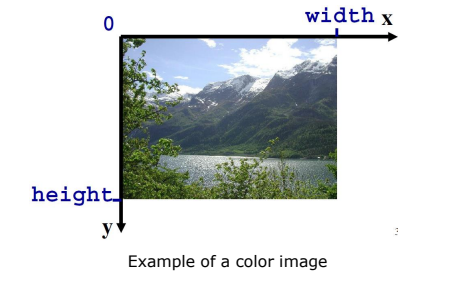 0
width x
height
y
Example of a color image